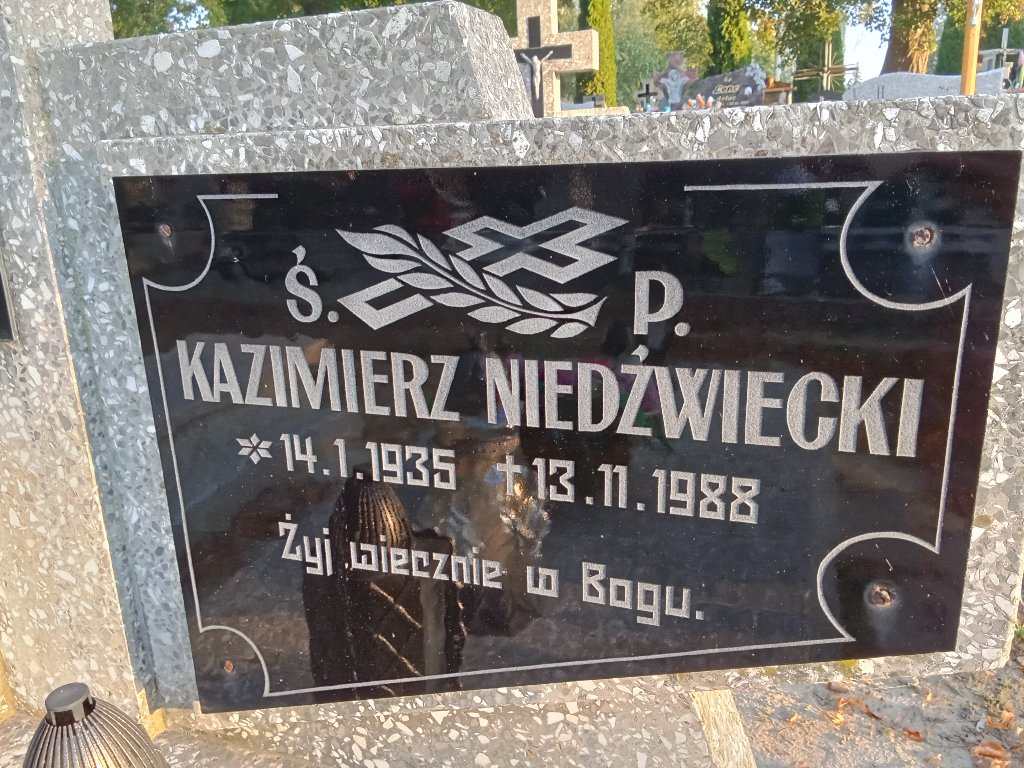 Ś. P.
KAZIMIERZ NIEDŹWIECKI
* 14.1.1935 ✝ 13.11.1988
Żyj wiecznie w Bogu.